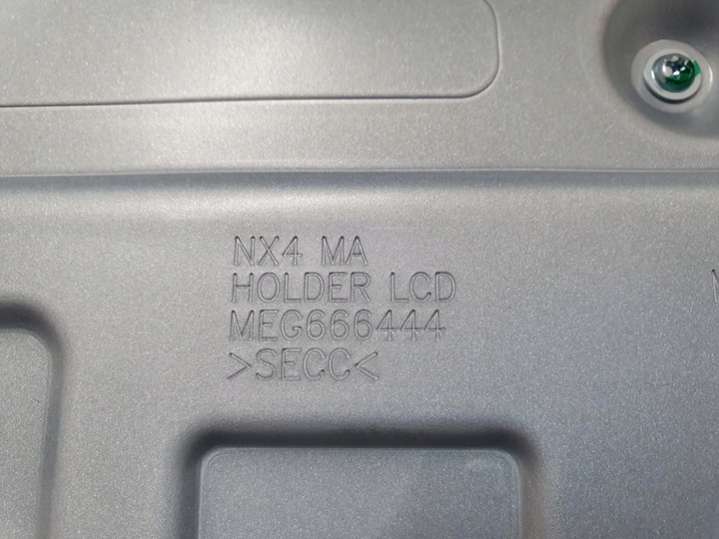 NX4 MA
HOLDER LCD
MEG666444
>SECC<